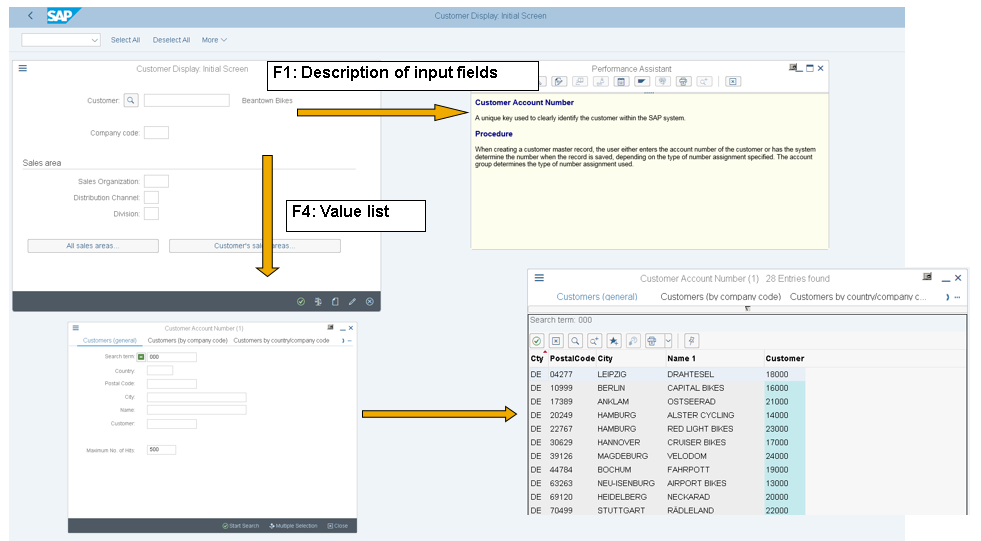 SAP Customer Display: Initial Screen
Select All Deselect All More
Customer Display: Initial Screen
F1: Description of input fields
Customer: Beantown Bikes
Company code:
Sales area
Sales Organization:
Distribution Channel:
Division:
All sales areas... Customer's sal areas...
F4: Value list
Performance Assistant
Customer Account Number
A unique key used to clearly identify the customer within the SAP system.
Procedure
When creating a customer master record, the user either enters the account number of the customer or has the system
determine the number when the record is saved, depending on the type of number assignment specified. The account
group determines the type of number assignment used.
Customer Account Number (1)
Customers (general) Customers (by company code) Customers by country/company code
Search term: 000
Country:
Postal Code:
City:
Name:
Customer:
Maximum No. of Hits: 500
Start Search Multiple Selection Close
Customer Account Number (1) 28 Entries found
Customers (general) Customers (by company code) Customers by country/company c...
Search term: 000
Cty PostalCode City Name 1 Customer
DE 04277 LEIPZIG DRAHTESEL 18000
DE 10999 BERLIN CAPITAL BIKES 16000
DE 17389 ANKLAM OSTSEERAD 21000
DE 20249 HAMBURG ALSTER CYCLING 14000
DE 22767 HAMBURG RED LIGHT BIKES 23000
DE 30629 HANNOVER CRUISER BIKES 17000
DE 39126 MAGDEBURG VELODOM 24000
DE 44784 BOCHUM FAHRPOTT 19000
DE 63263 NEU-ISENBURG AIRPORT BIKES 13000
DE 69120 HEIDELBERG NECKARAD 20000
DE 70499 STUTTGART RÄDLELAND 22000